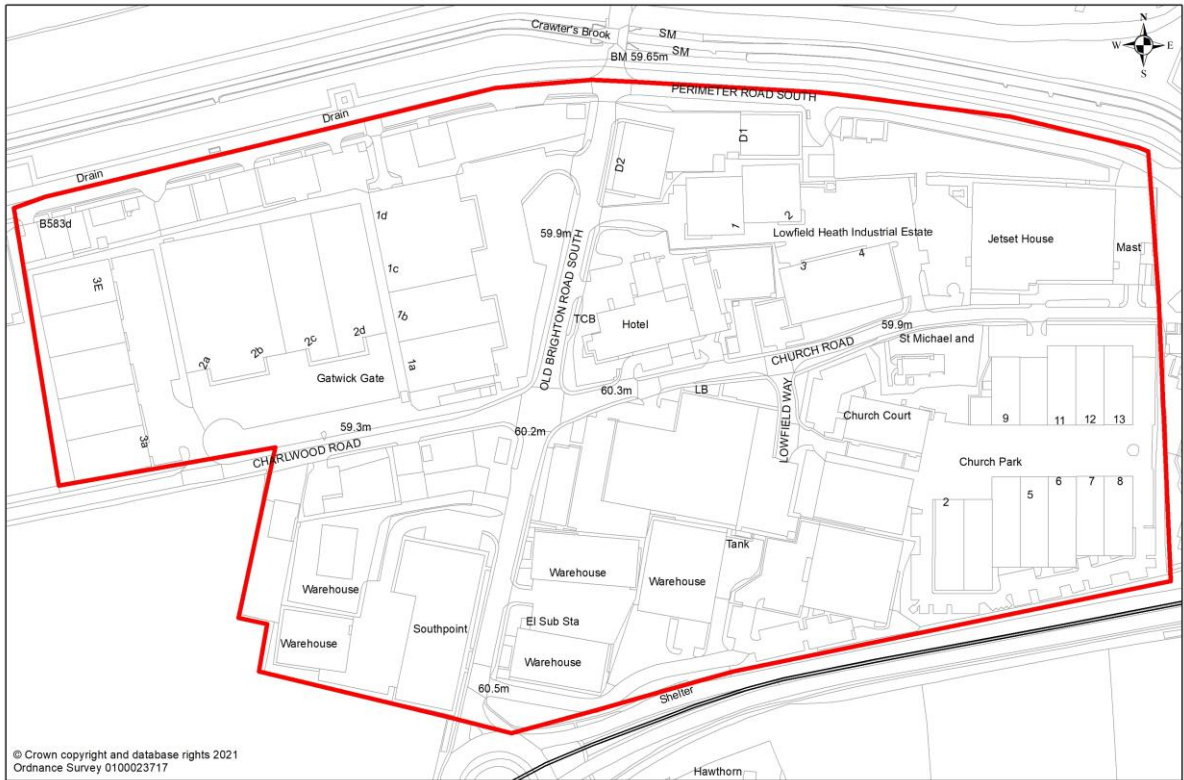 Crawter's Brook
SM
SM
BM 59.65m
N
W
E
S
PERIMETER ROAD SOUTH
Drain
Drain
D1
D2
B583d
1d
59.9m
OLD BRIGHTON ROAD SOUTH
1
2
Lowfield Heath Industrial Estate
Jetset House
Mast
3E
1c
3
4
1b
TCB
Hotel
59.9m
St Michael and
CHURCH ROAD
2a
2b
2c
2d
1a
Gatwick Gate
60.3m
LB
LOWFIELD WAY
Church Court
9
11
12
13
59.3m
60.2m
3a
CHARLWOOD ROAD
Church Park
2
5
6
7
8
Tank
Warehouse
Warehouse
Warehouse
El Sub Sta
Southpoint
Warehouse
Warehouse
60.5m
Shelter
© Crown copyright and database rights 2021
Ordnance Survey 0100023717
Hawthorn